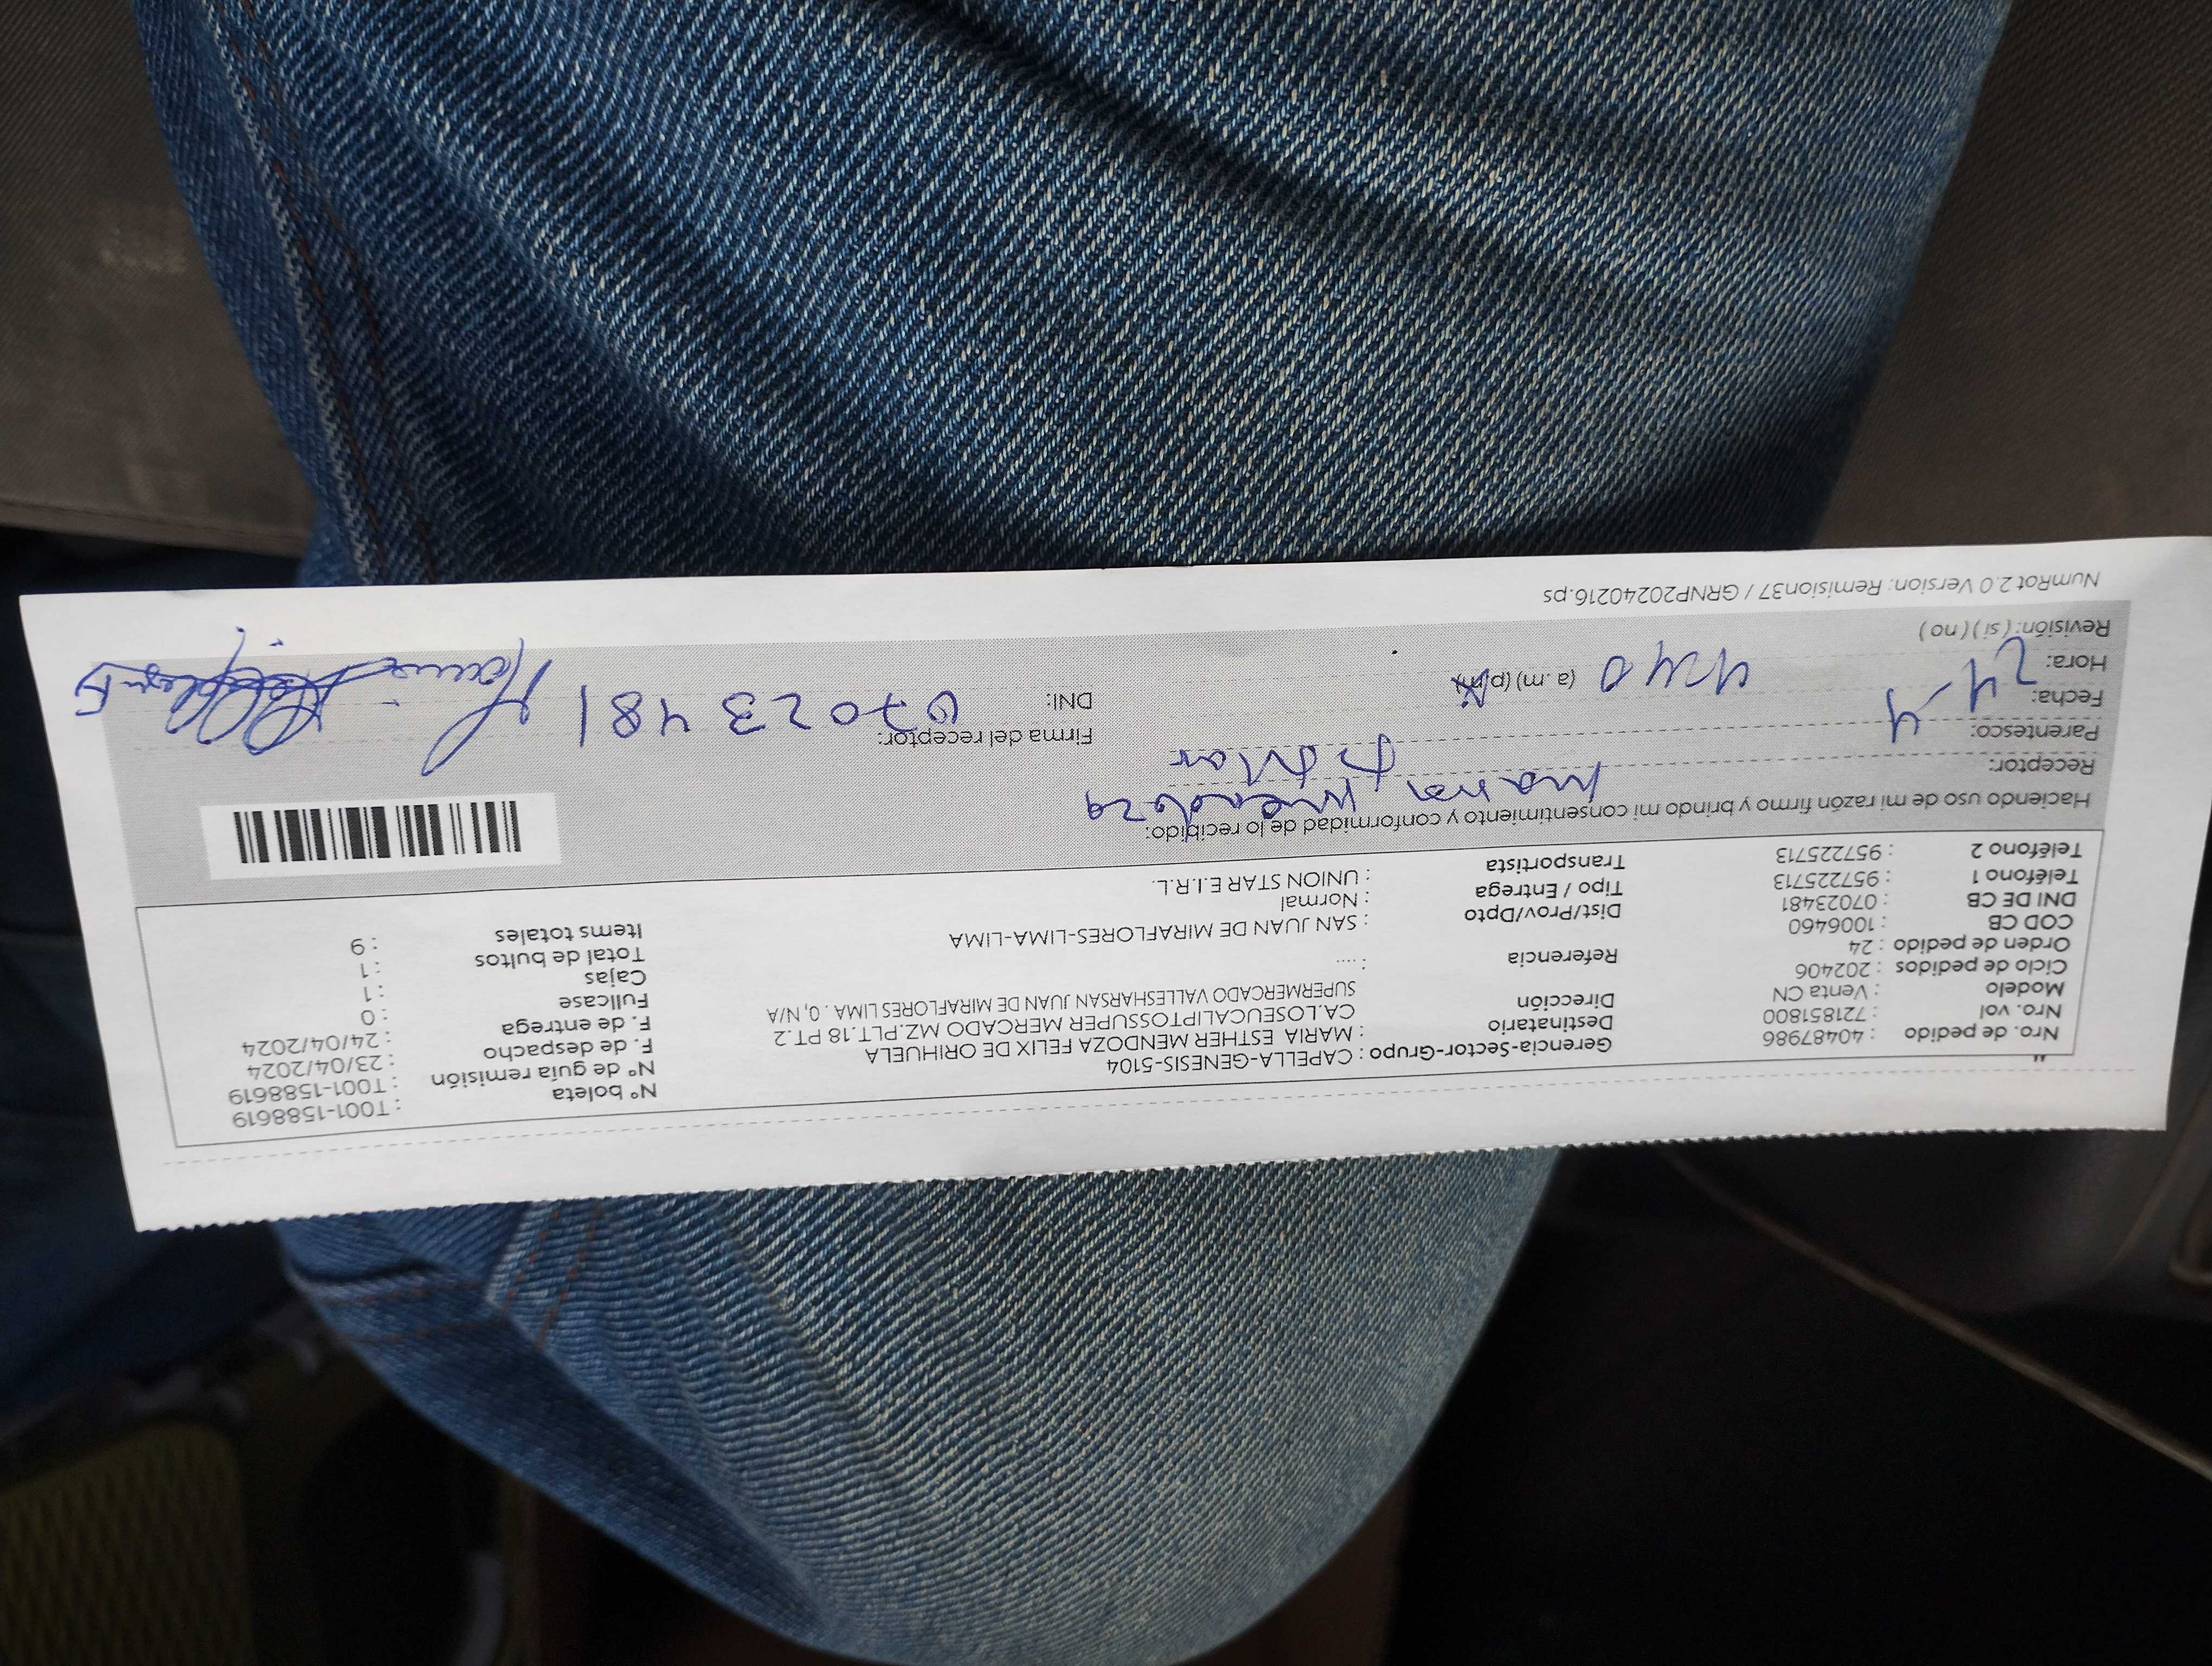 Nro. de pedido : 40487986
Nro. vol : 721851800
Modelo : Venta CN
Ciclo de pedidos : 202406
Orden de pedido : 24
COD CB : 1006460
DNI DE CB : 07023481
Teléfono 1 : 957225713
Teléfono 2 : 957225713
Gerencia-Sector-Grupo : CAPELLA-GENESIS-5104
Destinatario : MARIA ESTHER MENDOZA FELIX DE ORIHUELA
Dirección CA.LOSEUCALIPTOSSUPER MERCADO MZ.PLT.18 PT.2
SUPERMERCADO VALLESHARSAN JUAN DE MIRAFLORES LIMA . 0, N/A
Referencia : ....
Dist/Prov/Dpto : SAN JUAN DE MIRAFLORES-LIMA-LIMA
Tipo / Entrega : Normal
Transportista : UNION STAR E.I.R.L.
N° boleta : T001-1588619
N° de guía remisión : T001-1588619
F. de despacho : 23/04/2024
F. de entrega : 24/04/2024
Fullcase : 0
Cajas : 1
Total de bultos : 1
Items totales : 9
Haciendo uso de mi razón firmo y brindo mi consentimiento y conformidad de lo recibido:
Receptor: Maria Mendoza
Parentesco: titular
Fecha: 24-4
Hora: 4:40 (a. m) (p.m)
Revisión: ( si ) ( no )
Firma del receptor:
DNI: 07023481
NumRot 2.0 Version: Remision37 / GRNP20240216.ps